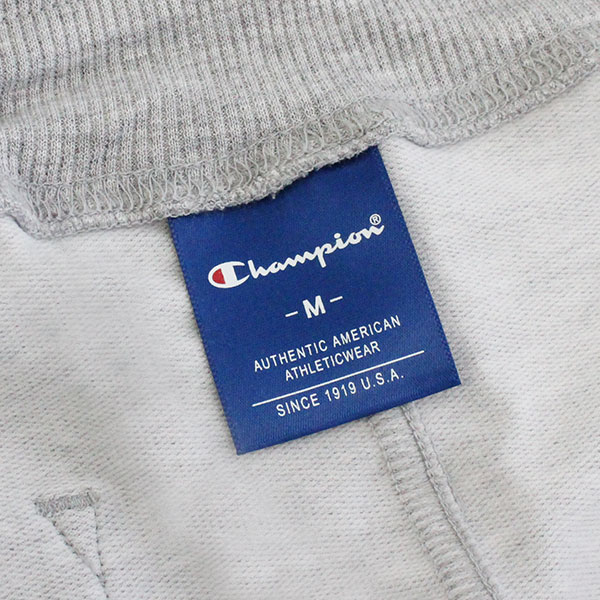 Champion®
- M -
AUTHENTIC AMERICAN
ATHLETICWEAR
SINCE 1919 U.S.A.